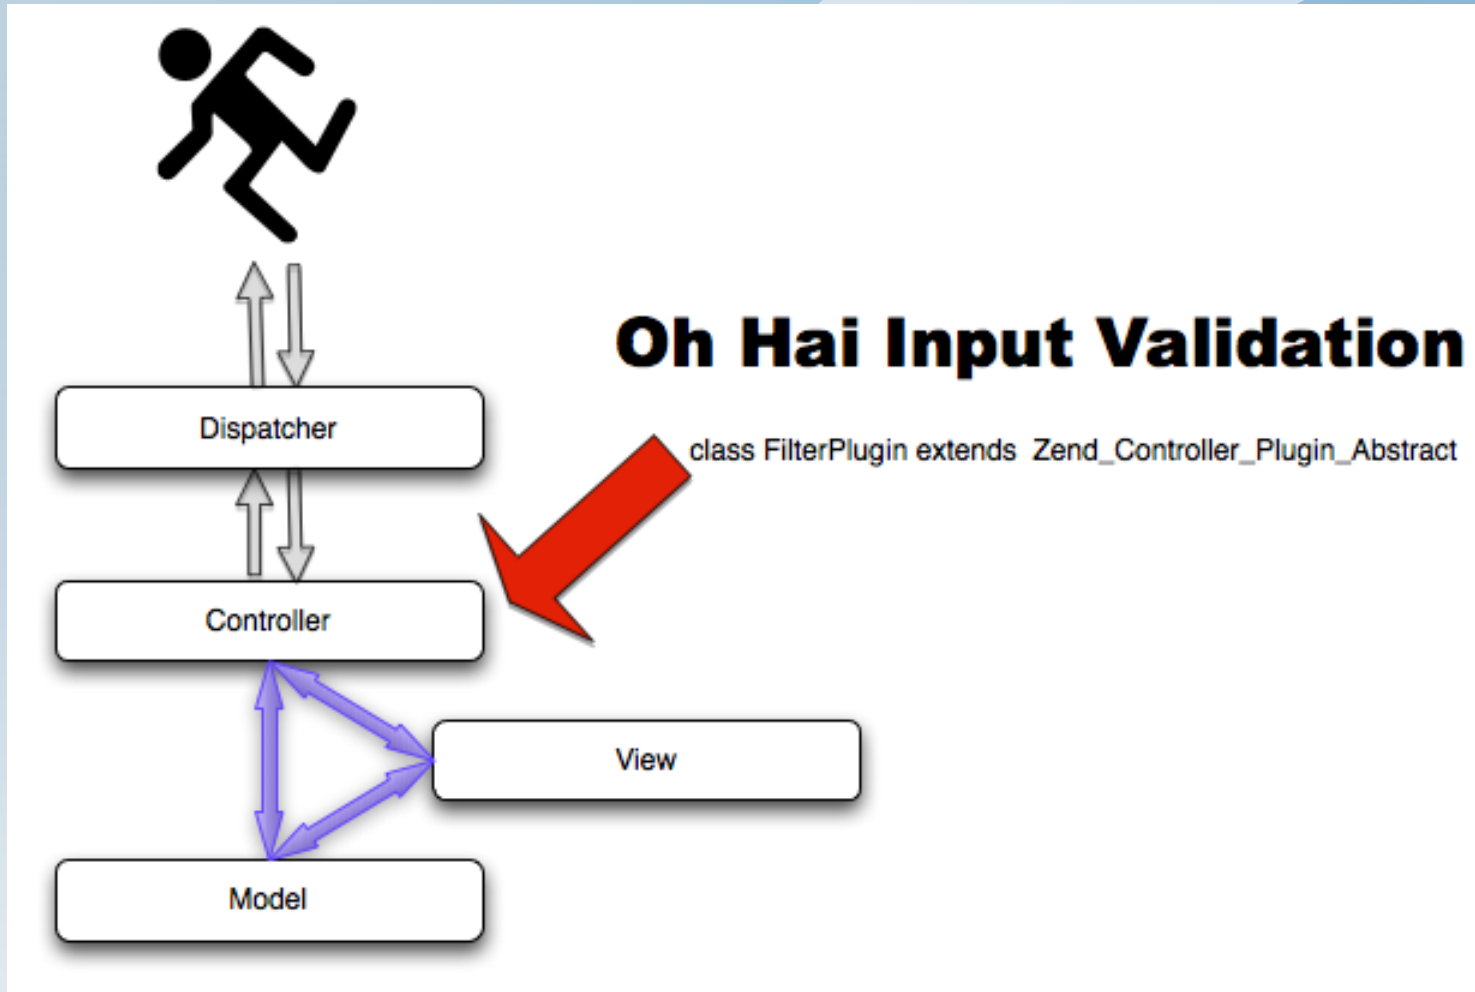 Oh Hai Input Validation
Dispatcher
class FilterPlugin extends Zend_Controller_Plugin_Abstract
Controller
View
Model